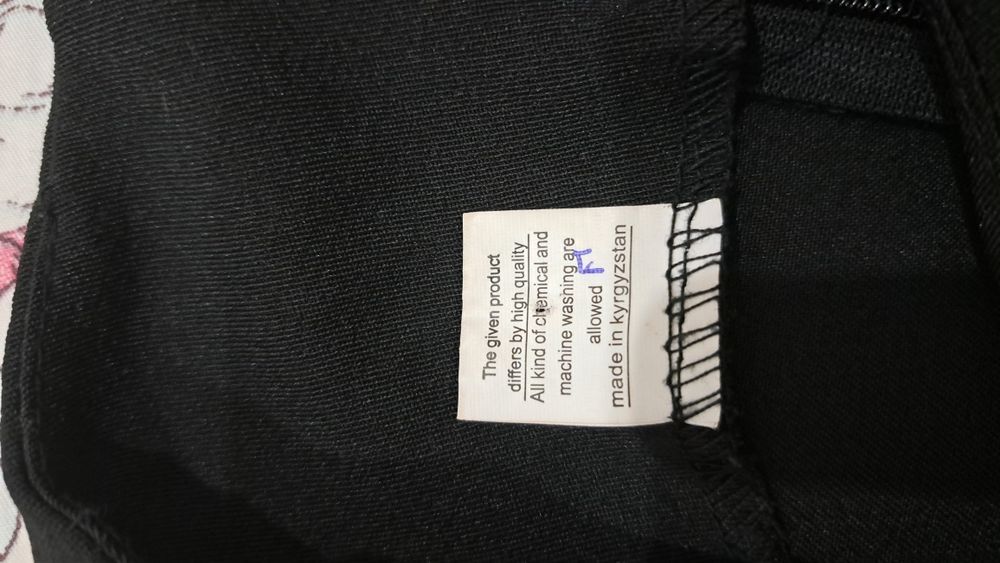 The given product
differs by high quality
All kind of chemical and
machine washing are
allowed
made in kyrgyzstan